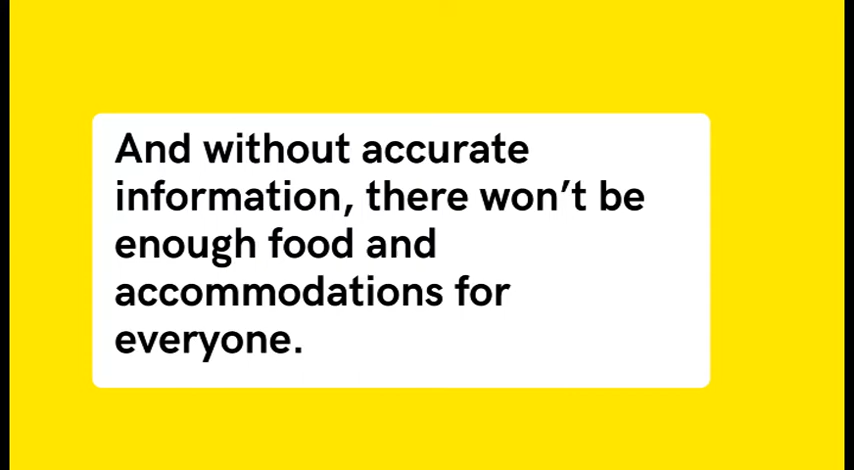 And without accurate
information, there won’t be
enough food and
accommodations for
everyone.